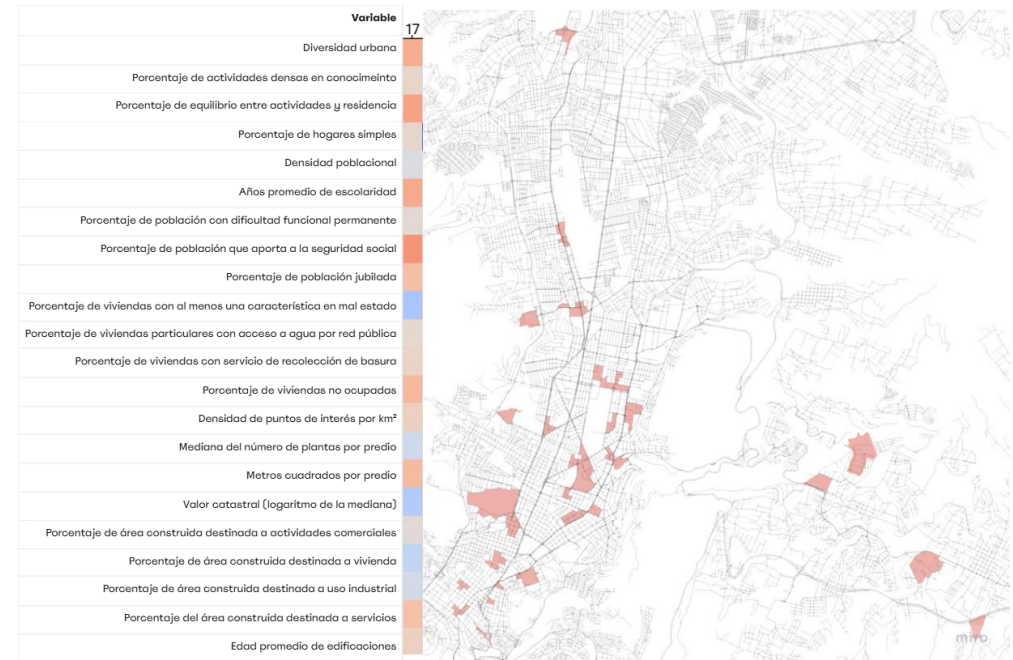 Variable
17
Diversidad urbana
Porcentaje de actividades densas en conocimeinto
Porcentaje de equilibrio entre actividades y residencia
Porcentaje de hogares simples
Densidad poblacional
Años promedio de escolaridad
Porcentaje de población con dificultad funcional permanente
Porcentaje de población que aporta a la seguridad social
Porcentaje de población jubilada
Porcentaje de viviendas con al menos una característica en mal estado
Porcentaje de viviendas particulares con acceso a agua por red pública
Porcentaje de viviendas con servicio de recolección de basura
Porcentaje de viviendas no ocupadas
Densidad de puntos de interés por km²
Mediana del número de plantas por predio
Metros cuadrados por predio
Valor catastral (logaritmo de la mediana)
Porcentaje de área construida destinada a actividades comerciales
Porcentaje de área construida destinada a vivienda
Porcentaje de área construida destinada a uso industrial
Porcentaje del área construida destinada a servicios
Edad promedio de edificaciones
miro